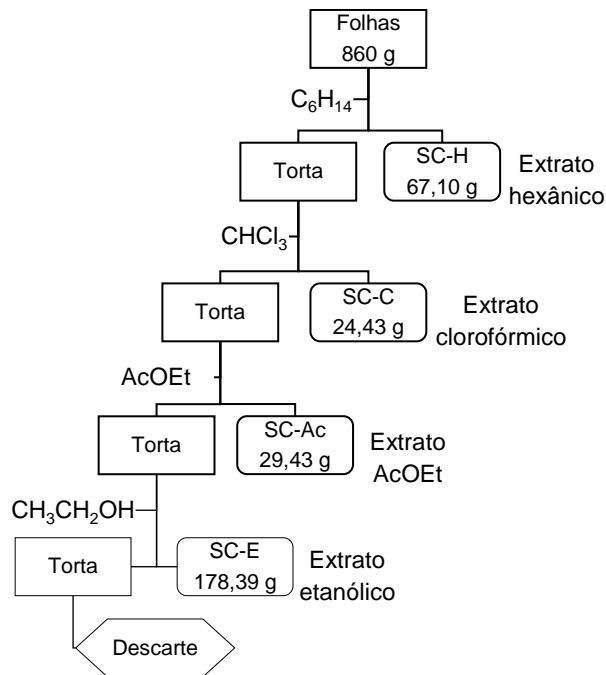 Folhas
860 g
C₆H₁₄
Torta
SC-H
67,10 g
Extrato
hexânico
CHCl₃
Torta
SC-C
24,43 g
Extrato
clorofórmico
AcOEt
Torta
SC-Ac
29,43 g
Extrato
AcOEt
CH₃CH₂OH
Torta
SC-E
178,39 g
Extrato
etanólico
Descarte